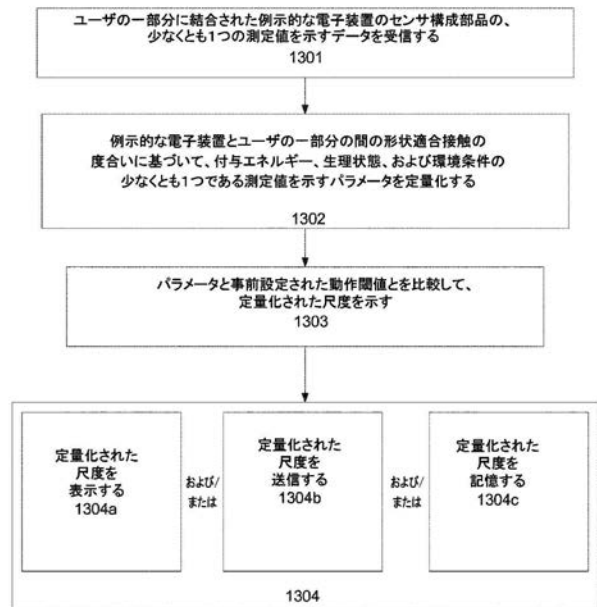 ユーザの一部分に結合された例示的な電子装置のセンサ構成部品の、
少なくとも1つの測定値を示すデータを受信する
1301
例示的な電子装置とユーザの一部分の間の形状適合接触の
度合いに基づいて、付与エネルギー、生理状態、および環境条件の
少なくとも1つである測定値を示すパラメータを定量化する
1302
パラメータと事前設定された動作閾値とを比較して、
定量化された尺度を示す
1303
定量化された
尺度を
表示する
1304a
および/
または
定量化された
尺度を
送信する
1304b
および/
または
定量化された
尺度を
記憶する
1304c
1304